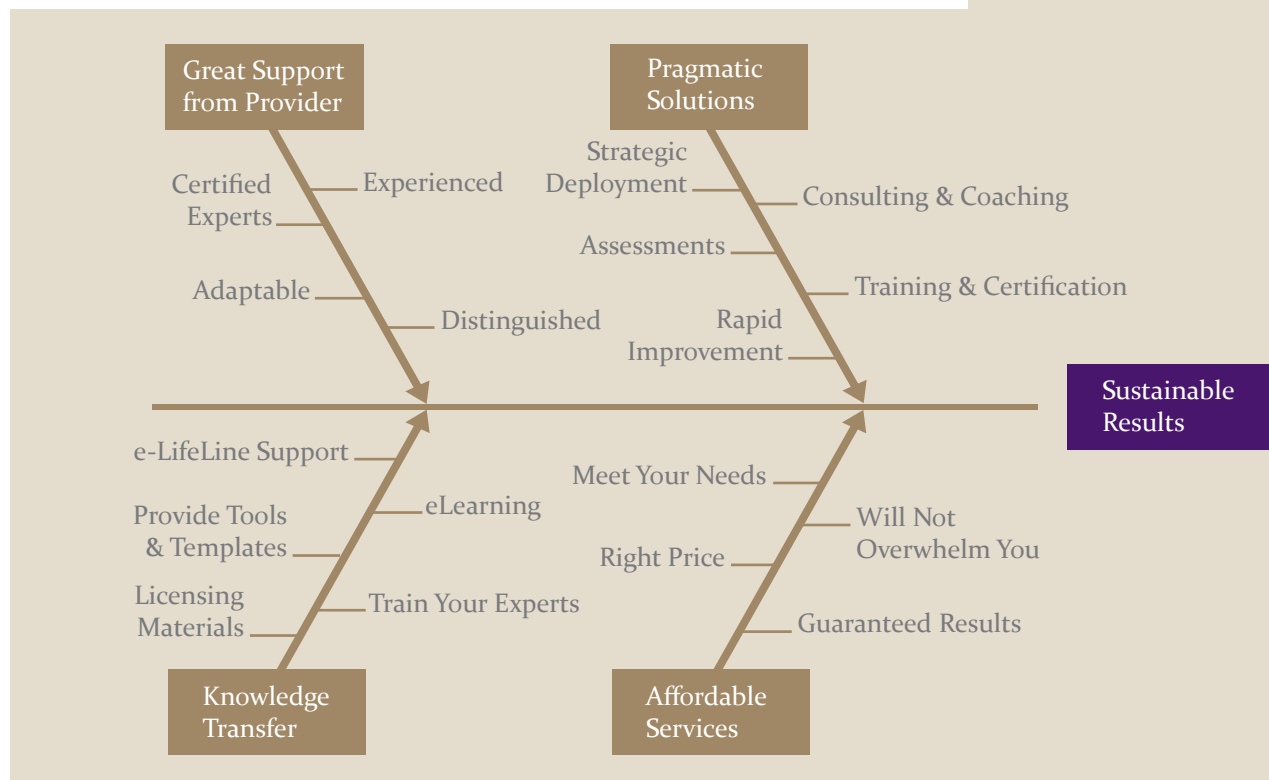 Great Support
from Provider
Certified
Experts
Experienced
Adaptable
Distinguished
Pragmatic
Solutions
Strategic
Deployment
Consulting & Coaching
Assessments
Training & Certification
Rapid
Improvement
Sustainable
Results
e-LifeLine Support
eLearning
Provide Tools
& Templates
Licensing
Materials
Train Your Experts
Knowledge
Transfer
Meet Your Needs
Will Not
Overwhelm You
Right Price
Guaranteed Results
Affordable
Services